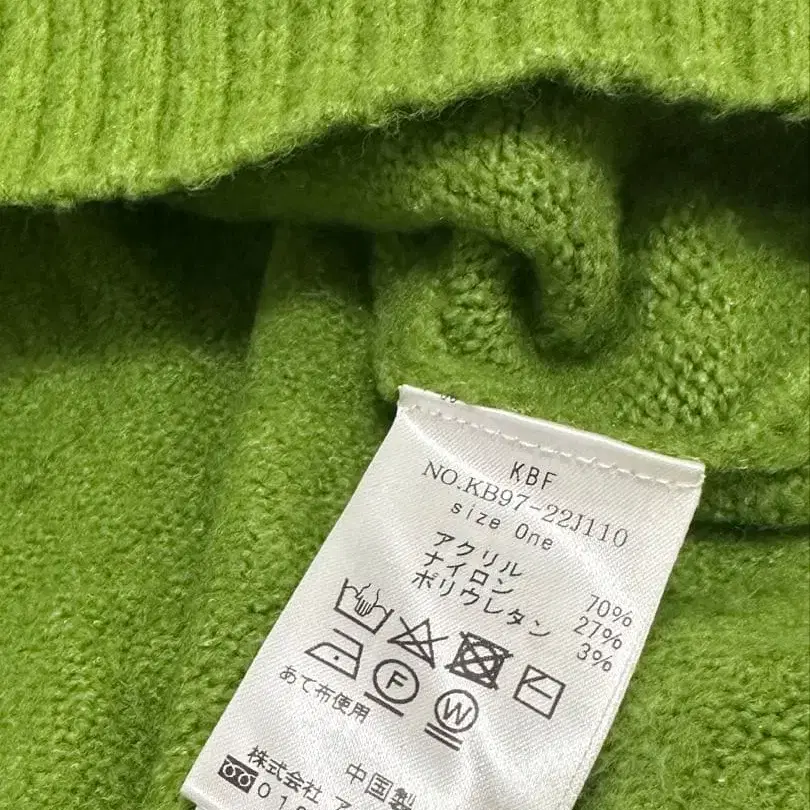 KBF
NO.KB97-22J110
size One
アクリル 70%
ナイロン 27%
ポリウレタン 3%
F
W
あて布使用
中国製
株式会社 ア